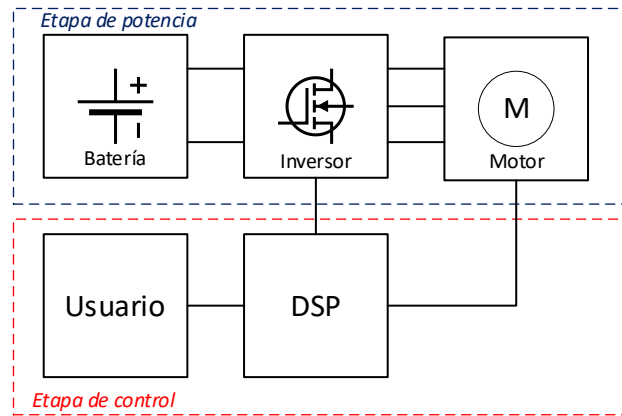 Etapa de potencia
+
Batería
Inversor
M
Motor
Usuario
DSP
Etapa de control